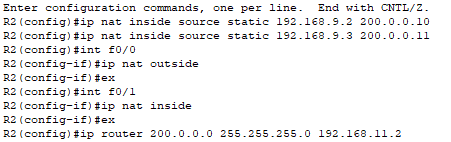 Enter configuration commands, one per line.  End with CNTL/Z.
R2(config)#ip nat inside source static 192.168.9.2 200.0.0.10
R2(config)#ip nat inside source static 192.168.9.3 200.0.0.11
R2(config)#int f0/0
R2(config-if)#ip nat outside
R2(config-if)#ex
R2(config)#int f0/1
R2(config-if)#ip nat inside
R2(config-if)#ex
R2(config)#ip router 200.0.0.0 255.255.255.0 192.168.11.2